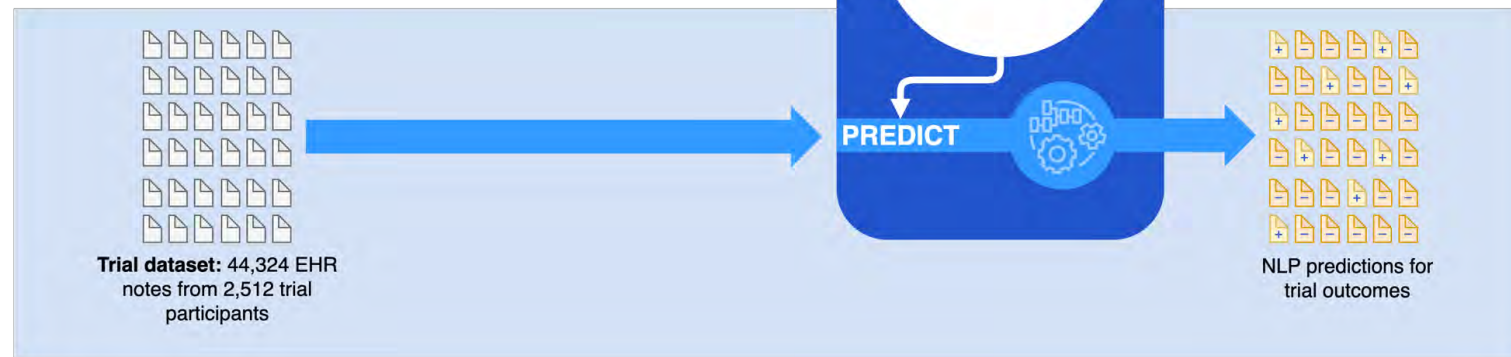 PREDICT
Trial dataset: 44,324 EHR
notes from 2,512 trial
participants
NLP predictions for
trial outcomes